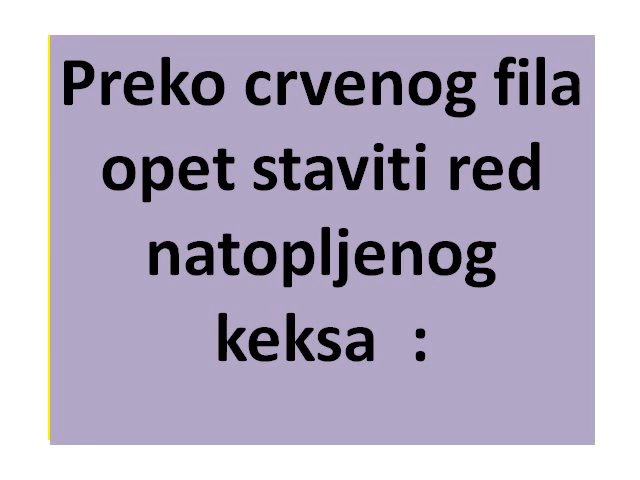 Preko crvenog fila
opet staviti red
natopljenog
keksa  :